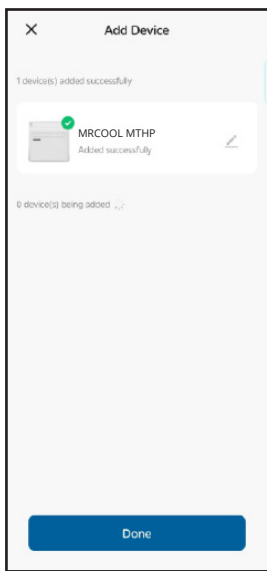 Add Device
1 device(s) added successfully
MRCOOL MTHP
Added successfully
0 device(s) being added
Done